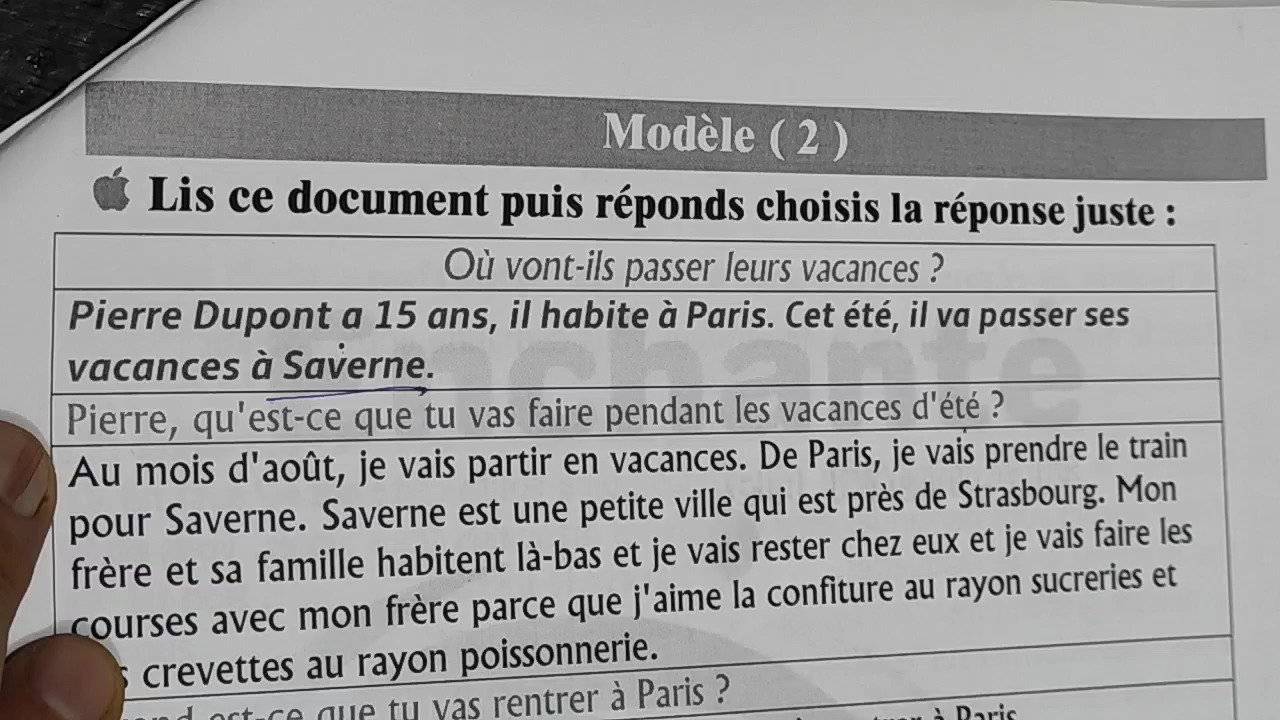 Modèle ( 2 )
Lis ce document puis réponds choisis la réponse juste :
Où vont-ils passer leurs vacances ?
Pierre Dupont a 15 ans, il habite à Paris. Cet été, il va passer ses
vacances à Saverne.
Pierre, qu'est-ce que tu vas faire pendant les vacances d'été ?
Au mois d'août, je vais partir en vacances. De Paris, je vais prendre le train
pour Saverne. Saverne est une petite ville qui est près de Strasbourg. Mon
frère et sa famille habitent là-bas et je vais rester chez eux et je vais faire les
courses avec mon frère parce que j'aime la confiture au rayon sucreries et
crevettes au rayon poissonnerie.
est-ce que tu vas rentrer à Paris ?
à Paris